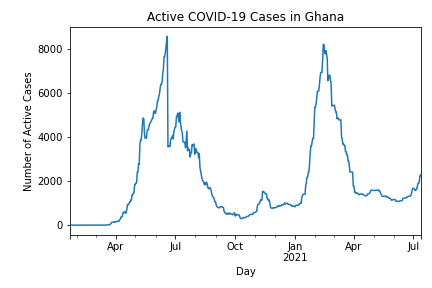 Active COVID-19 Cases in Ghana
Number of Active Cases
8000
6000
4000
2000
0
Apr
Jul
Oct
Jan
2021
Apr
Jul
Day